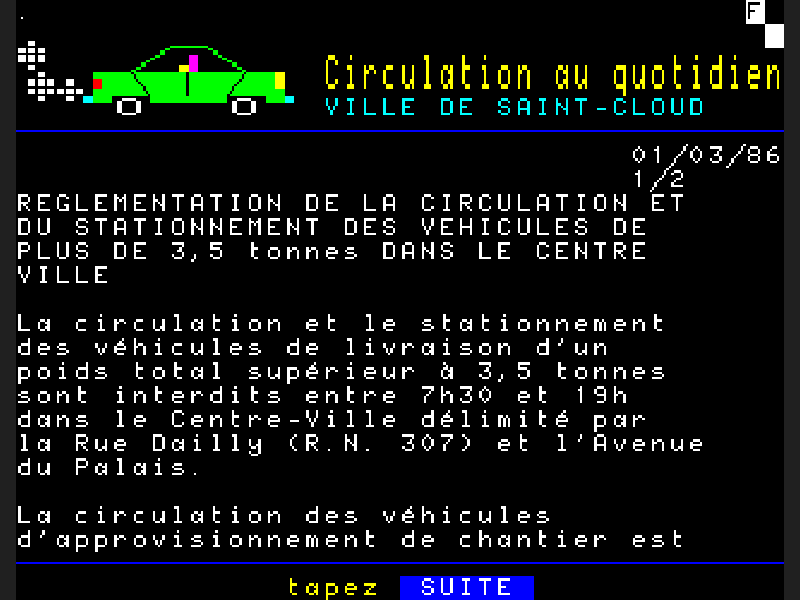 .
F
Circulation au quotidien
VILLE DE SAINT-CLOUD
01/03/86
1/2
REGLEMENTATION DE LA CIRCULATION ET
DU STATIONNEMENT DES VEHICULES DE
PLUS DE 3,5 tonnes DANS LE CENTRE
VILLE
La circulation et le stationnement
des véhicules de livraison d'un
poids total supérieur à 3,5 tonnes
sont interdits entre 7h30 et 19h
dans le Centre-Ville délimité par
la Rue Dailly (R.N. 307) et l'Avenue
du Palais.
La circulation des véhicules
d'approvisionnement de chantier est
tapez SUITE